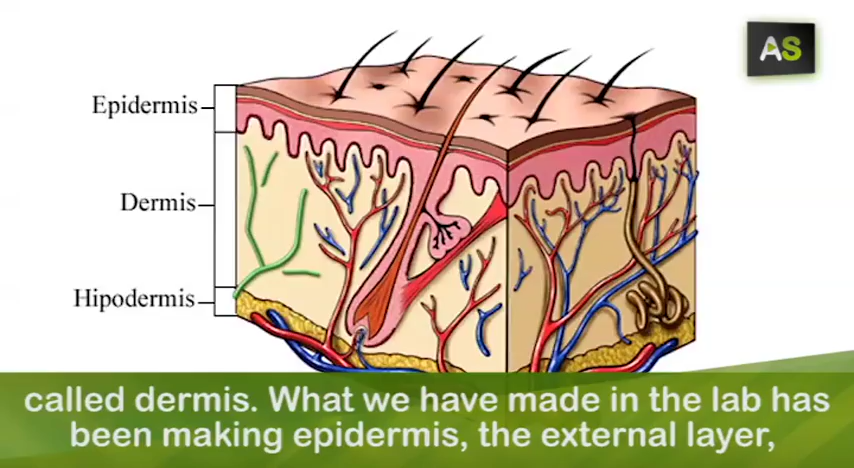 AS
Epidermis
Dermis
Hipodermis
called dermis. What we have made in the lab has
been making epidermis, the external layer,